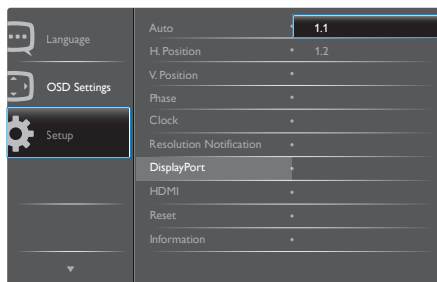 Language
OSD Settings
Setup
Auto
H. Position
V. Position
Phase
Clock
Resolution Notification
DisplayPort
HDMI
Reset
Information
1.1
1.2